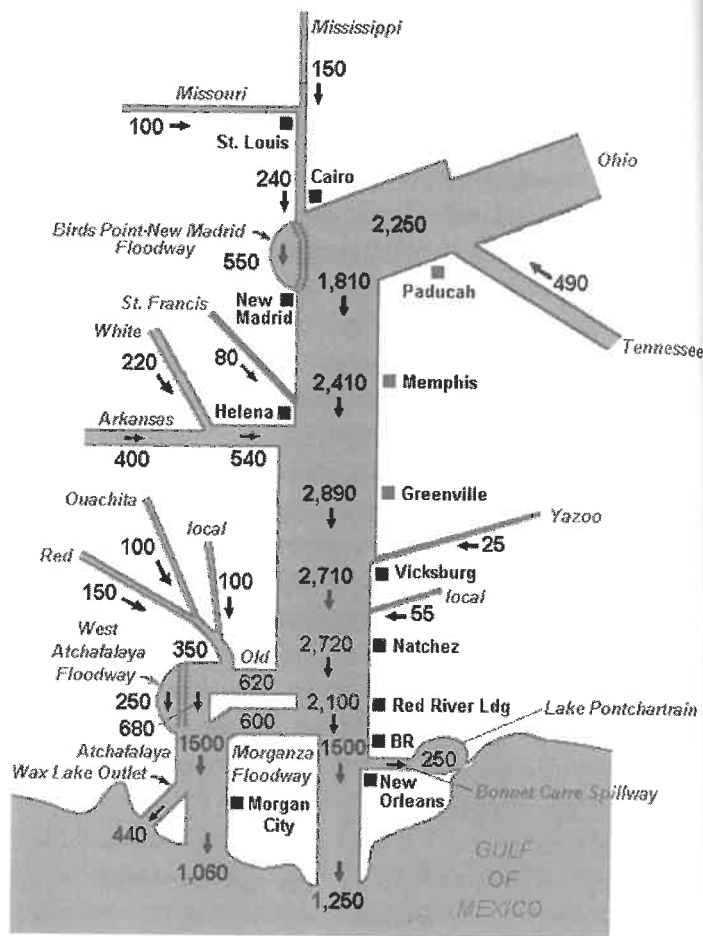 Mississippi
150
Missouri
100
St. Louis
Ohio
240
Cairo
2,250
Birds Point-New Madrid
Floodway
550
1,810
Paducah
490
New
Madrid
St. Francis
White
220
80
Tennessee
2,410
Memphis
Helena
Arkansas
400
540
2,890
Greenville
Ouachita
local
Yazoo
25
Red
100
100
150
2,710
Vicksburg
local
55
West
Atchafalaya
Floodway
350
Old
2,720
Natchez
620
250
680
2,100
Red River Ldg
Lake Pontchartrain
600
BR
Atchafalaya
1500
Morganza
Floodway
1500
250
Wax Lake Outlet
New
Orleans
Bonnet Carre Spillway
Morgan
City
440
1,060
1,250
GULF
OF
MEXICO